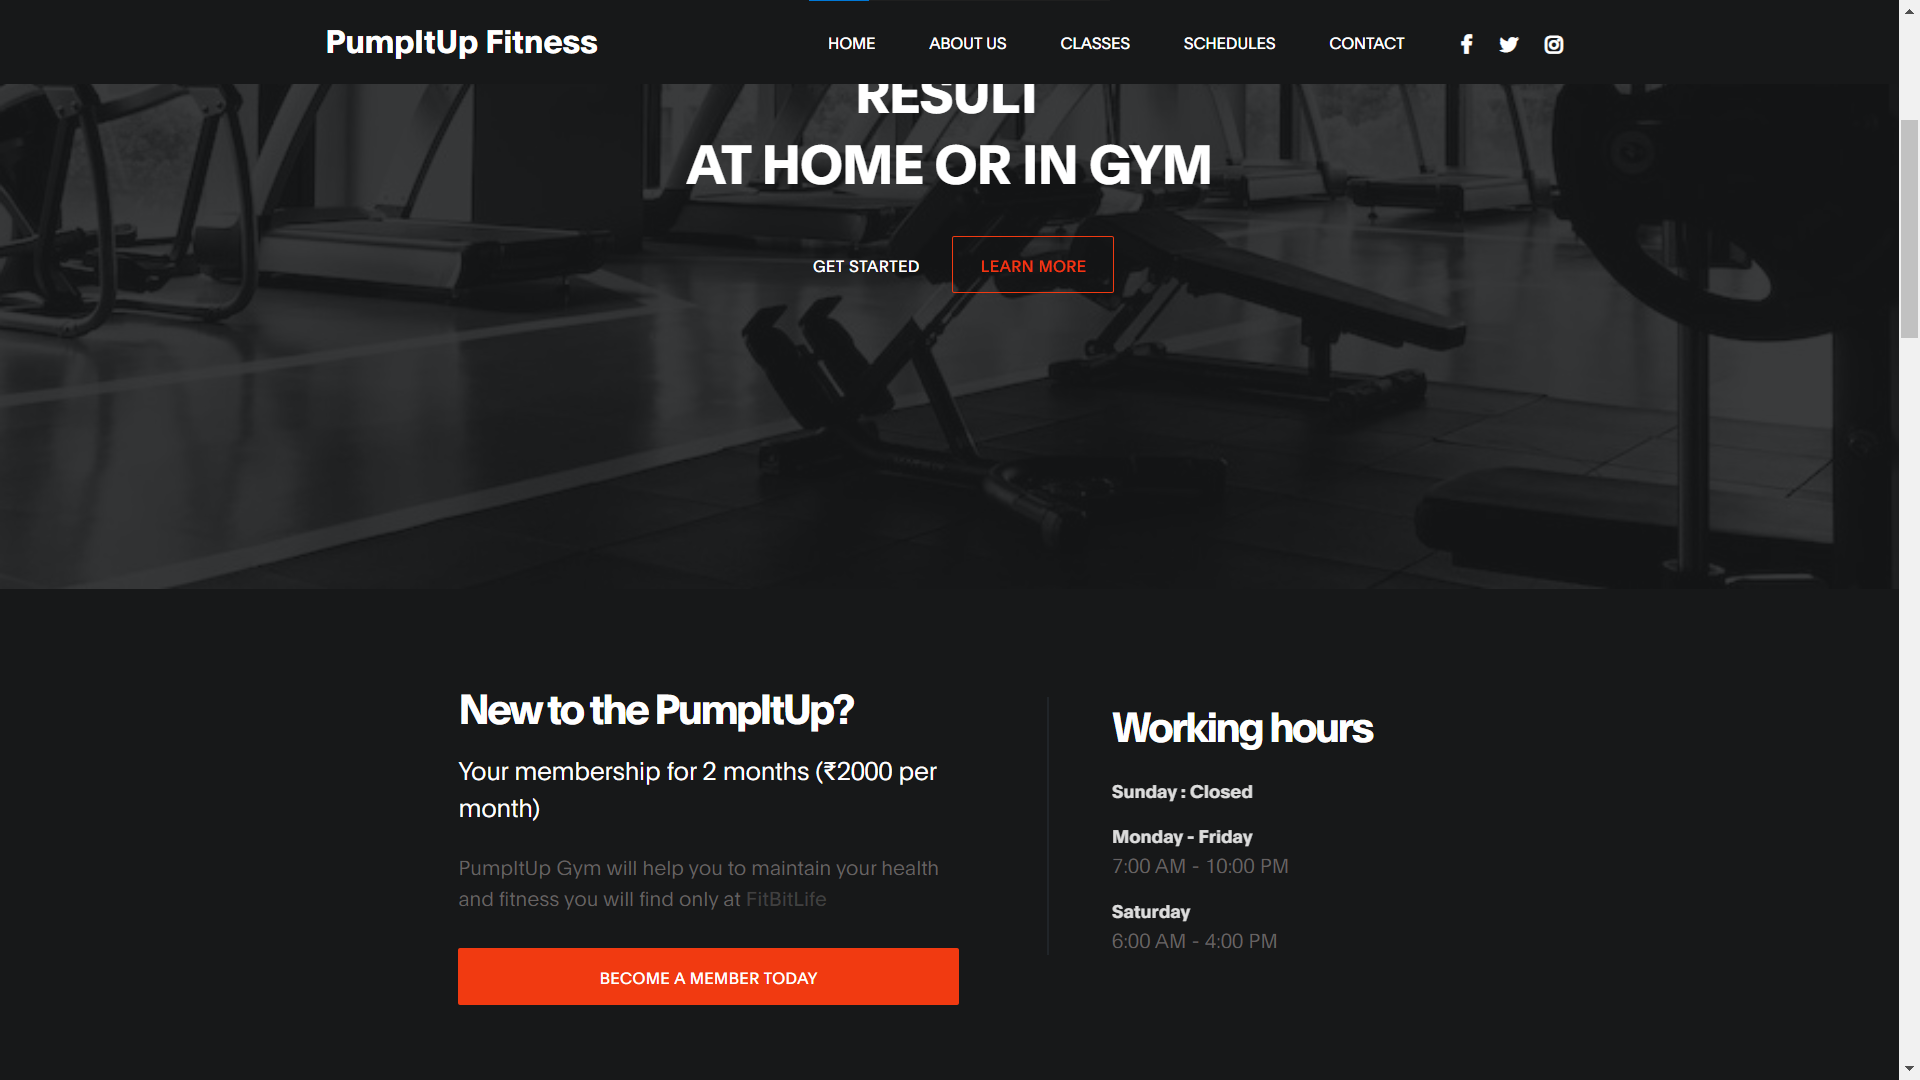 PumpItUp Fitness
HOME ABOUT US CLASSES SCHEDULES CONTACT
RESULT
AT HOME OR IN GYM
GET STARTED LEARN MORE
New to the PumpItUp?
Your membership for 2 months (₹2000 per
month)
PumpItUp Gym will help you to maintain your health
and fitness you will find only at FitBitLife
BECOME A MEMBER TODAY
Working hours
Sunday : Closed
Monday - Friday
7:00 AM - 10:00 PM
Saturday
6:00 AM - 4:00 PM